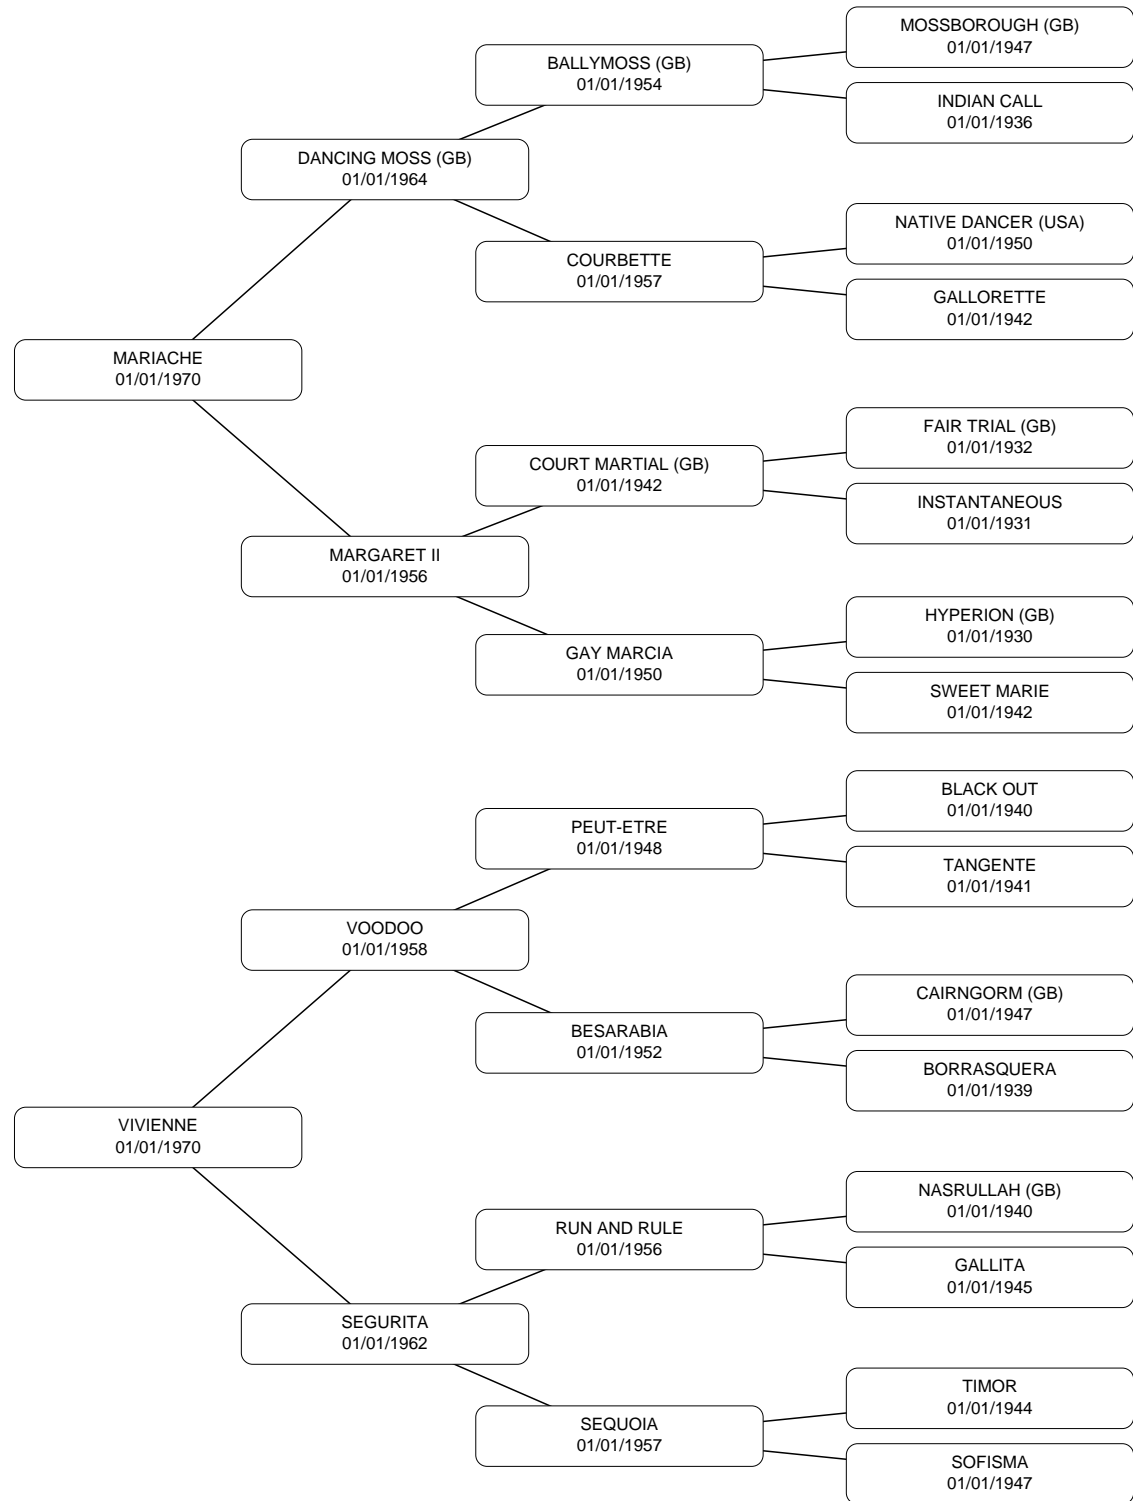 MOSSBOROUGH (GB)
01/01/1947
BALLYMOSS (GB)
01/01/1954
INDIAN CALL
01/01/1936
DANCING MOSS (GB)
01/01/1964
NATIVE DANCER (USA)
01/01/1950
COURBETTE
01/01/1957
GALLORETTE
01/01/1942
MARIACHE
01/01/1970
FAIR TRIAL (GB)
01/01/1932
COURT MARTIAL (GB)
01/01/1942
INSTANTANEOUS
01/01/1931
MARGARET II
01/01/1956
HYPERION (GB)
01/01/1930
GAY MARCIA
01/01/1950
SWEET MARIE
01/01/1942
BLACK OUT
01/01/1940
PEUT-ETRE
01/01/1948
TANGENTE
01/01/1941
VOODOO
01/01/1958
CAIRNGORM (GB)
01/01/1947
BESARABIA
01/01/1952
BORRASQUERA
01/01/1939
VIVIENNE
01/01/1970
NASRULLAH (GB)
01/01/1940
RUN AND RULE
01/01/1956
GALLITA
01/01/1945
SEGURITA
01/01/1962
TIMOR
01/01/1944
SEQUOIA
01/01/1957
SOFISMA
01/01/1947